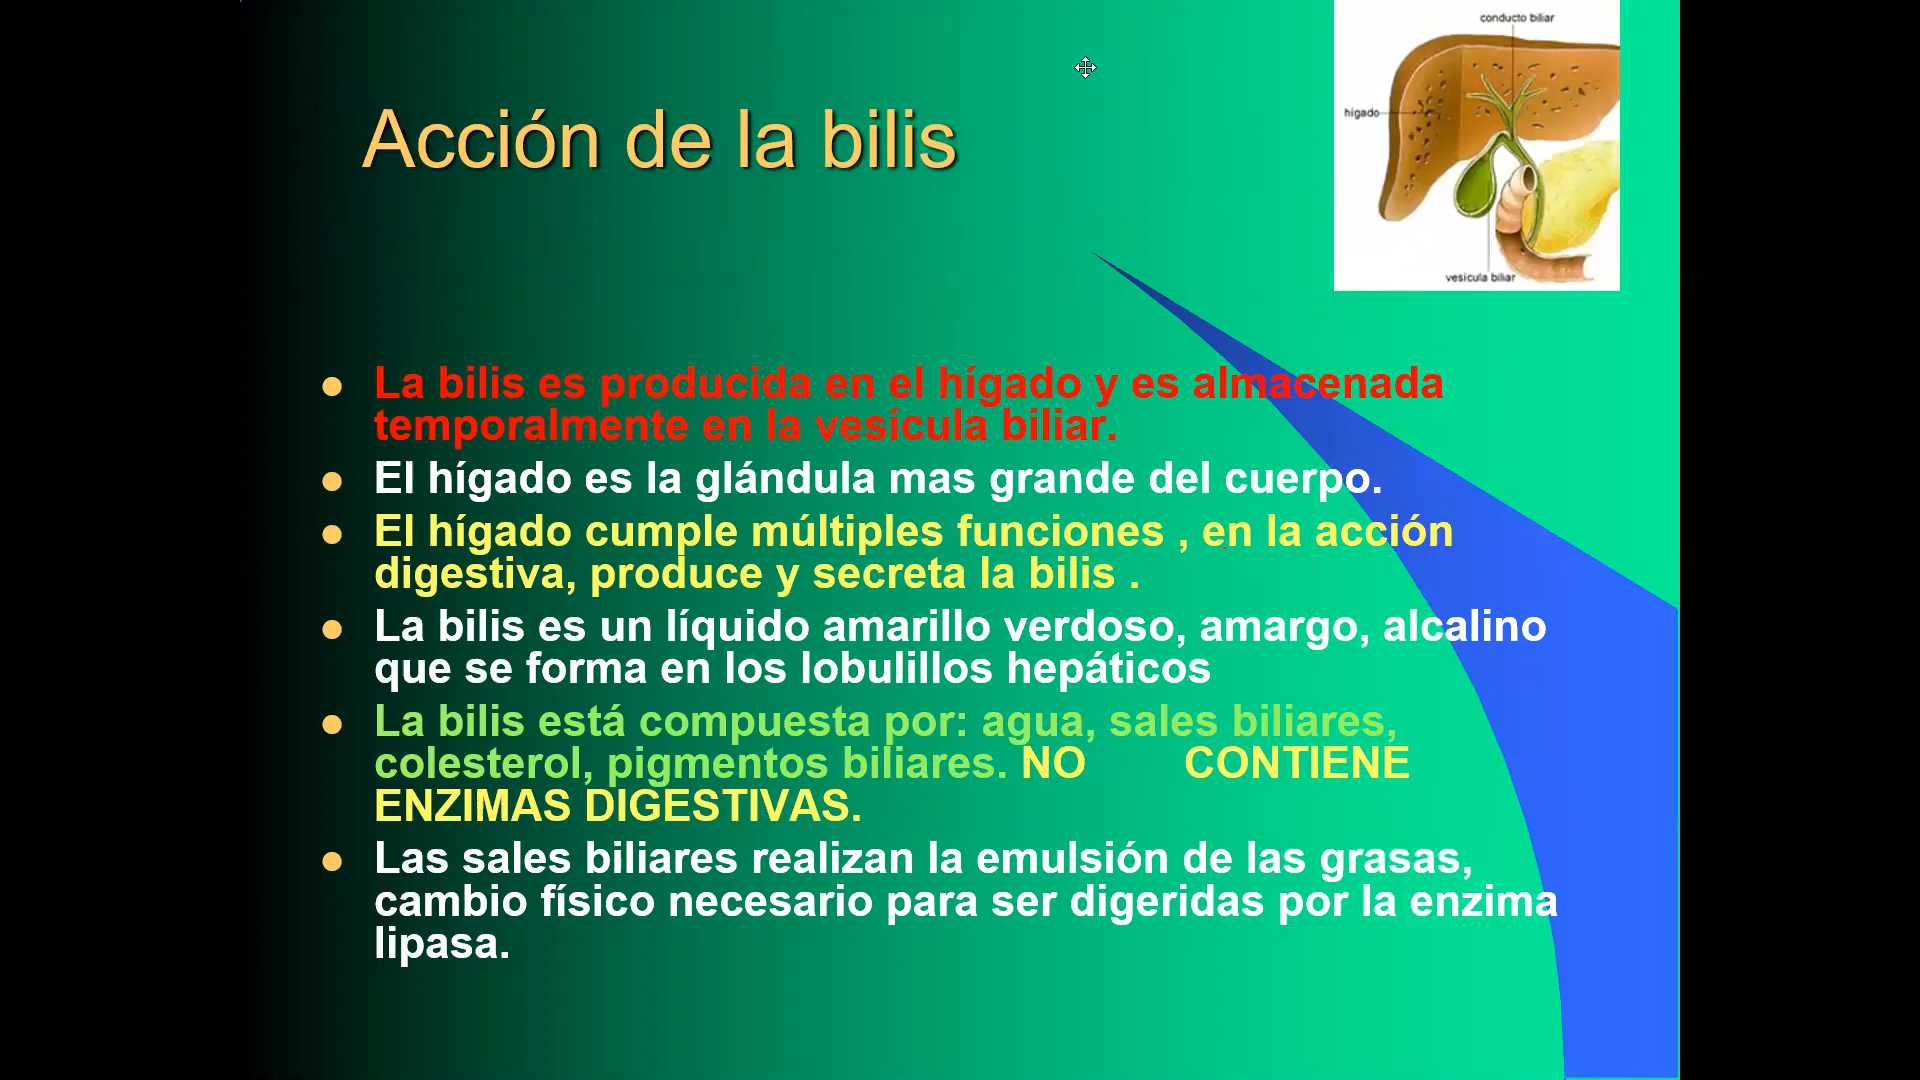 conducto biliar
hígado
vesícula biliar
Acción de la bilis
La bilis es producida en el hígado y es almacenada
temporalmente en la vesícula biliar.
El hígado es la glándula mas grande del cuerpo.
El hígado cumple múltiples funciones , en la acción
digestiva, produce y secreta la bilis .
La bilis es un líquido amarillo verdoso, amargo, alcalino
que se forma en los lobulillos hepáticos
La bilis está compuesta por: agua, sales biliares,
colesterol, pigmentos biliares. NO CONTIENE
ENZIMAS DIGESTIVAS.
Las sales biliares realizan la emulsión de las grasas,
cambio físico necesario para ser digeridas por la enzima
lipasa.